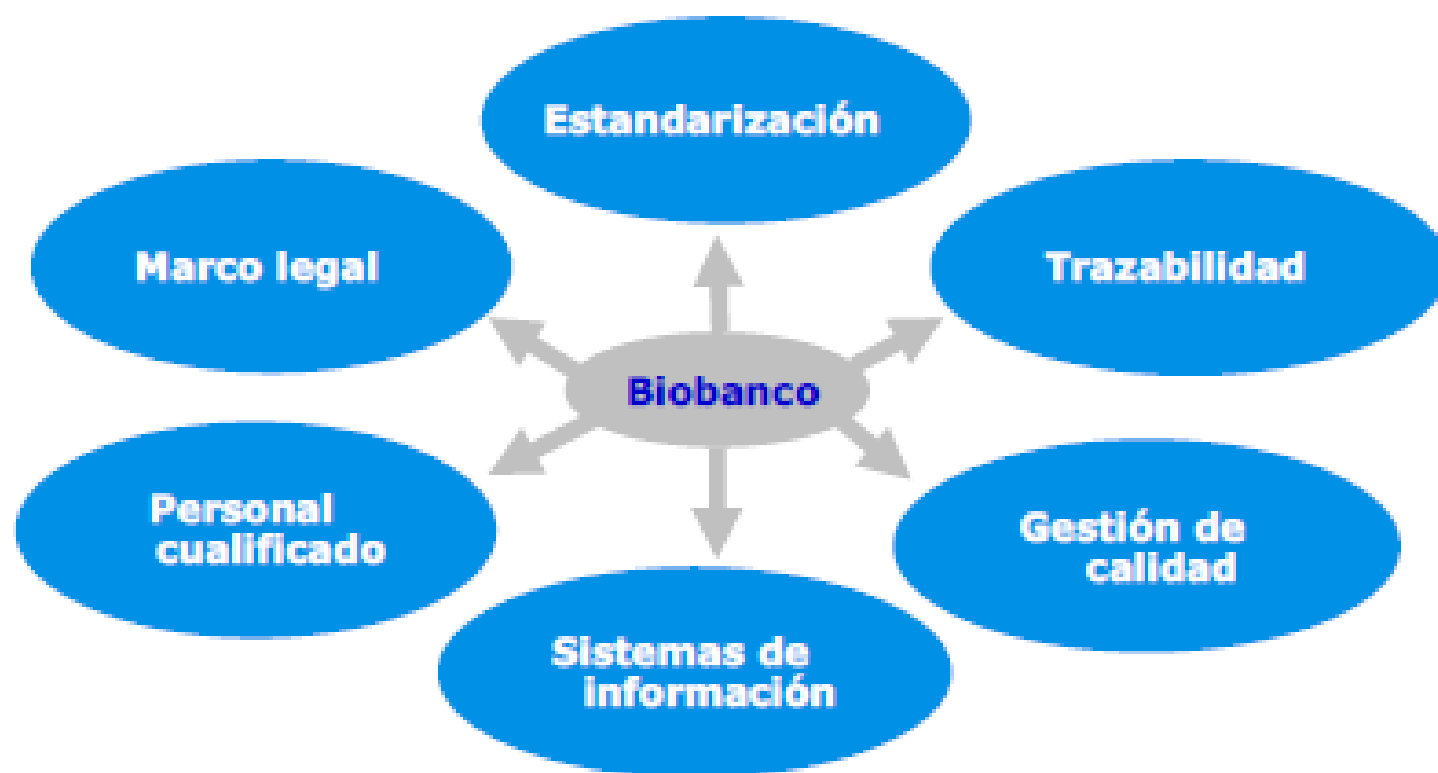 Estandarización
Marco legal
Trazabilidad
Biobanco
Personal
cualificado
Gestión de
calidad
Sistemas de
información